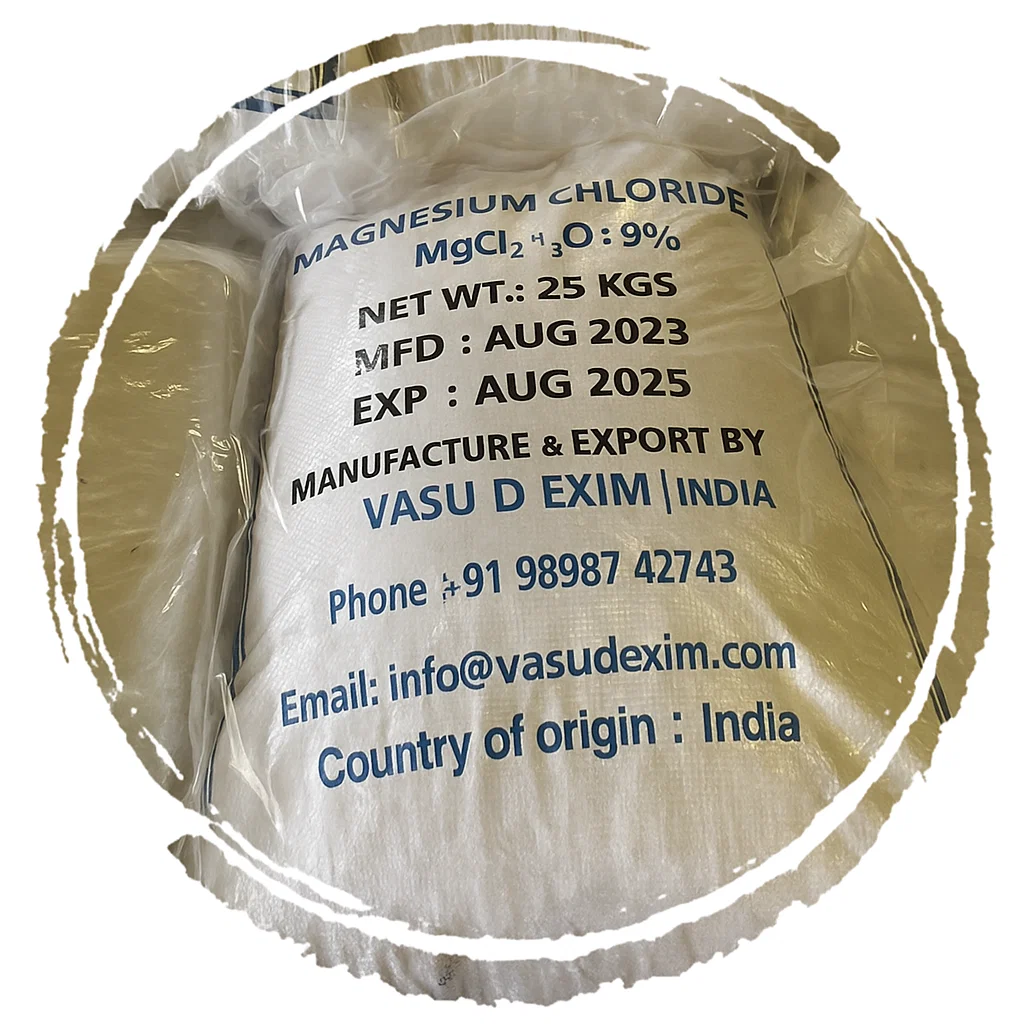 MAGNESIUM CHLORIDE
MgCl₂ ᴴ₃O : 9%
NET WT.: 25 KGS
MFD : AUG 2023
EXP : AUG 2025
MANUFACTURE & EXPORT BY
VASU D EXIM | INDIA
Phone :+91 98987 42743
Email: info@vasudexim.com
Country of origin : India